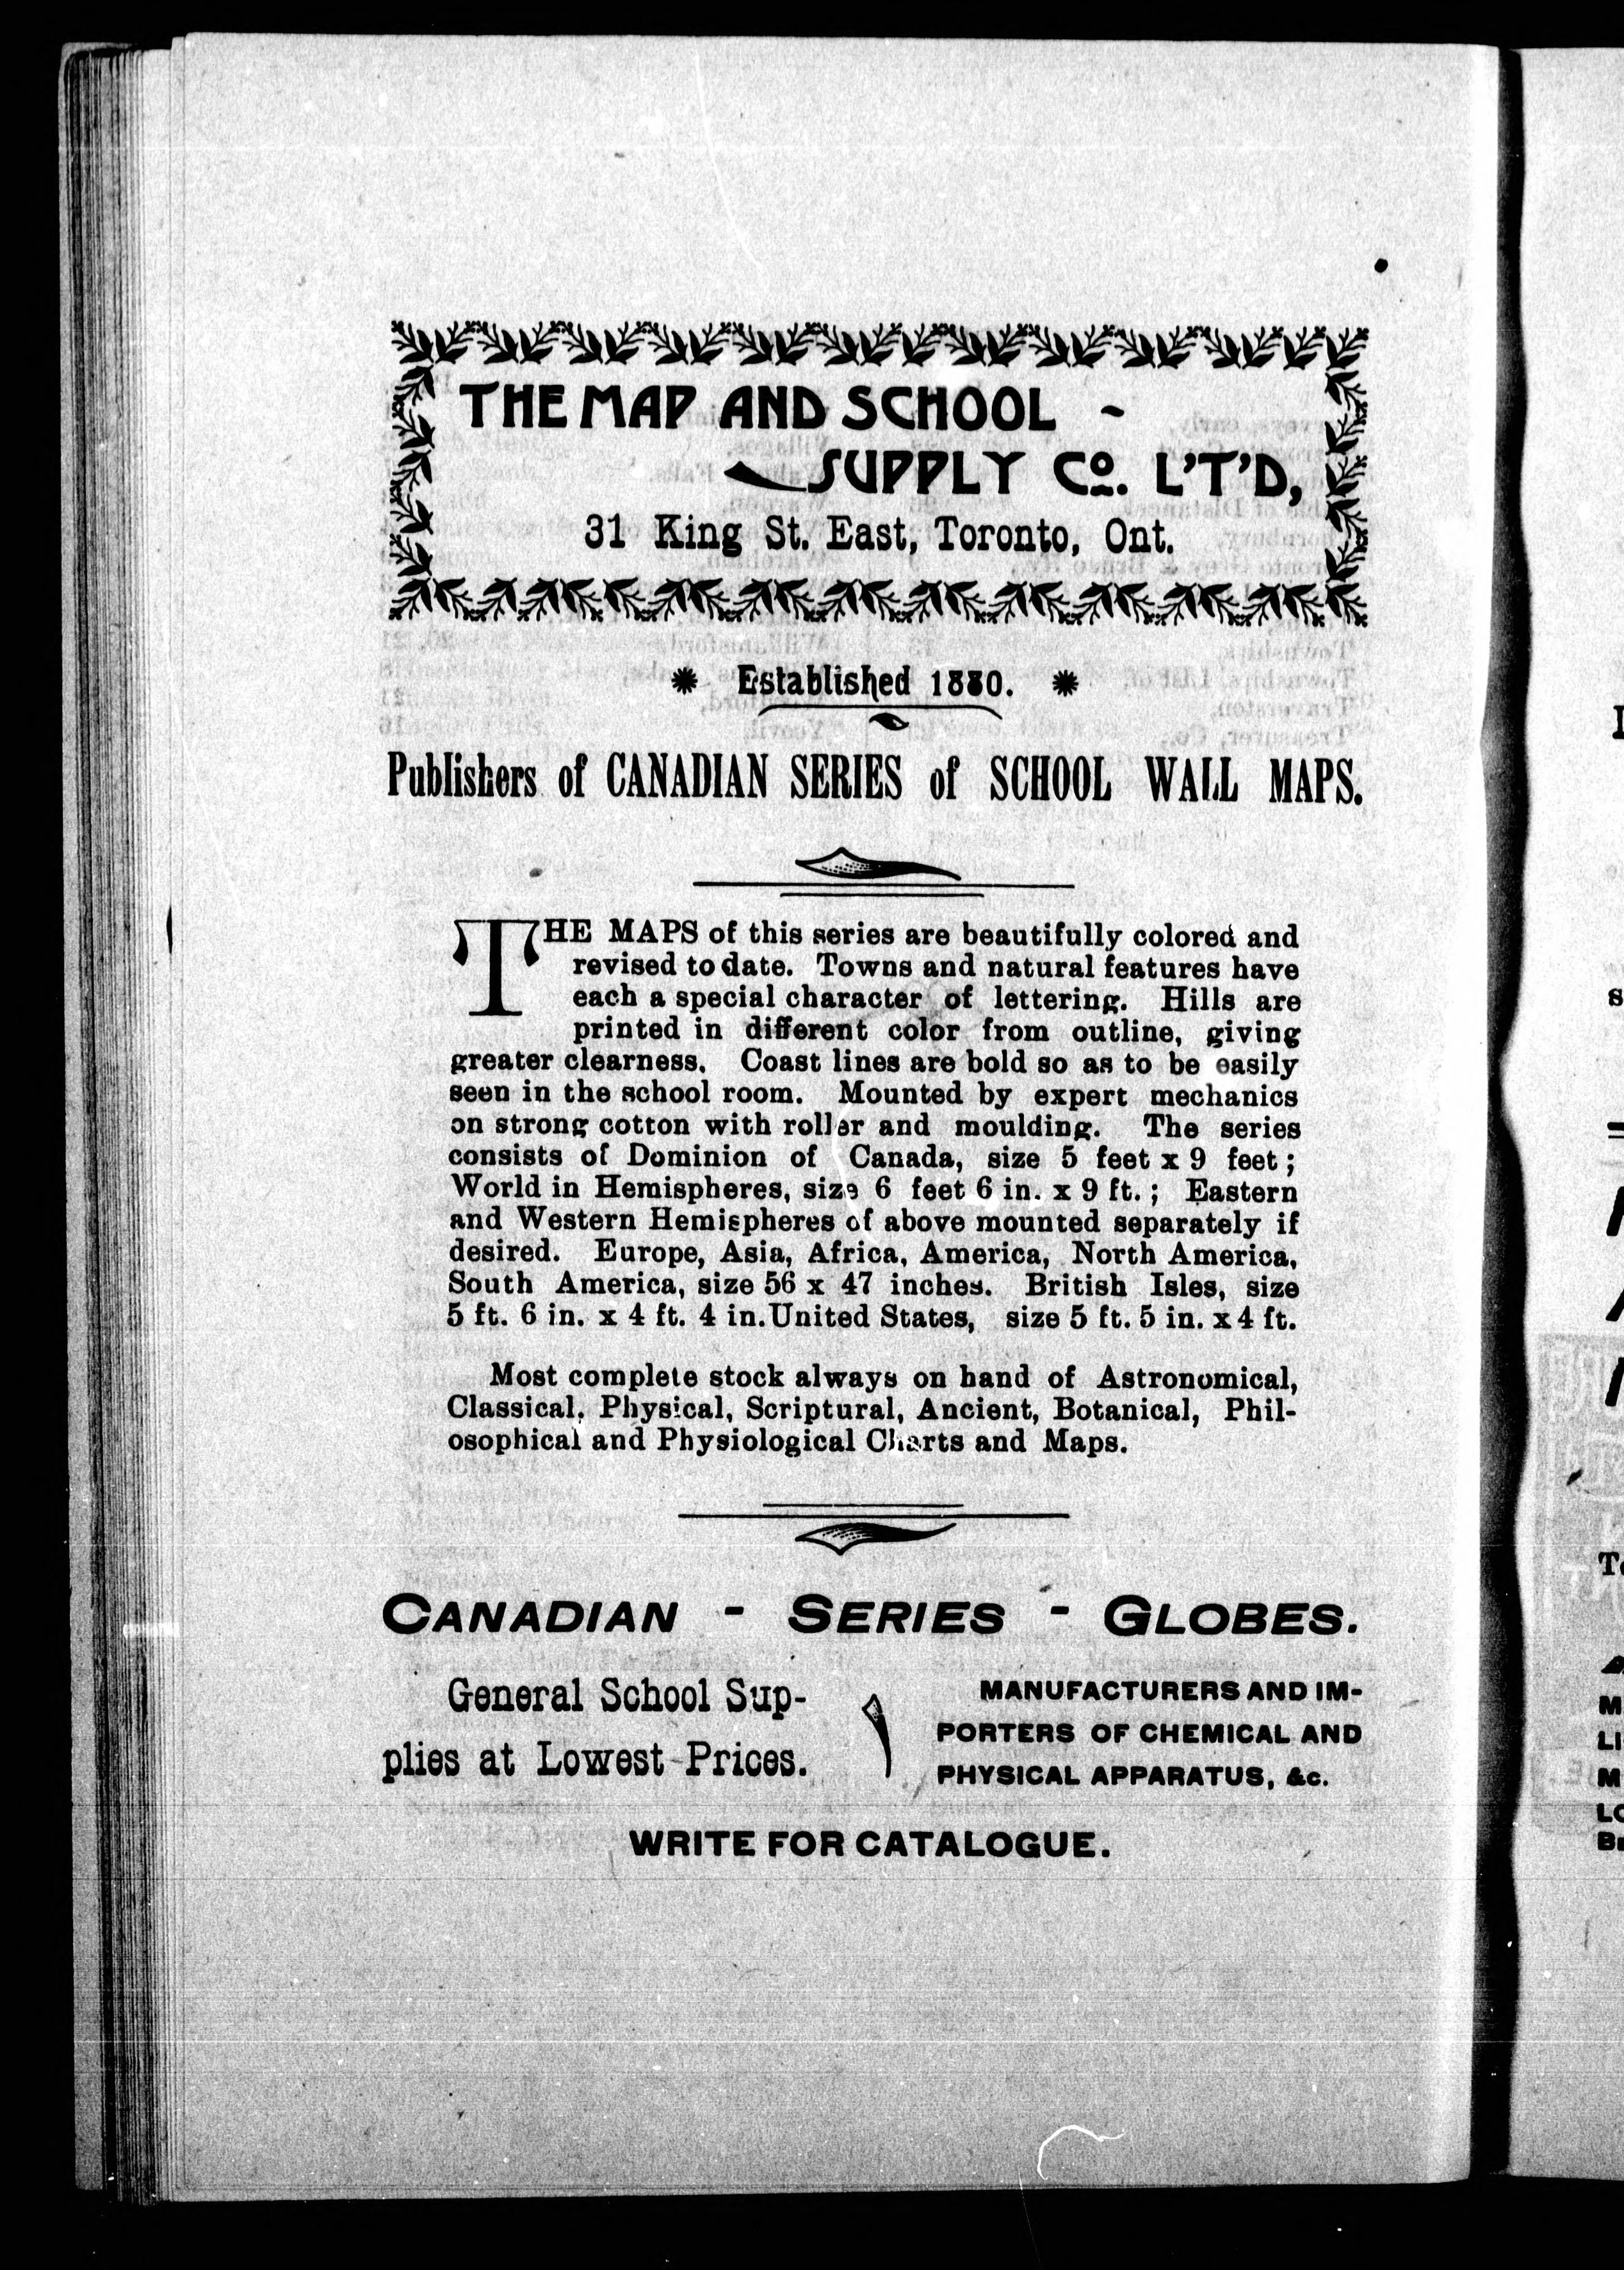 THE MAP AND SCHOOL -
SUPPLY Co. L'T'D,
31 King St. East, Toronto, Ont.
Established 1880.
Publishers of CANADIAN SERIES of SCHOOL WALL MAPS.
THE MAPS of this series are beautifully colored and
revised to date. Towns and natural features have
each a special character of lettering. Hills are
printed in different color from outline, giving
greater clearness. Coast lines are bold so as to be easily
seen in the school room. Mounted by expert mechanics
on strong cotton with roller and moulding. The series
consists of Dominion of Canada, size 5 feet x 9 feet;
World in Hemispheres, size 6 feet 6 in. x 9 ft.; Eastern
and Western Hemispheres of above mounted separately if
desired. Europe, Asia, Africa, America, North America,
South America, size 56 x 47 inches. British Isles, size
5 ft. 6 in. x 4 ft. 4 in. United States, size 5 ft. 5 in. x 4 ft.
Most complete stock always on hand of Astronomical,
Classical, Physical, Scriptural, Ancient, Botanical, Phil-
osophical and Physiological Charts and Maps.
CANADIAN - SERIES - GLOBES.
General School Sup-
plies at Lowest Prices.
MANUFACTURERS AND IM-
PORTERS OF CHEMICAL AND
PHYSICAL APPARATUS, &c.
WRITE FOR CATALOGUE.